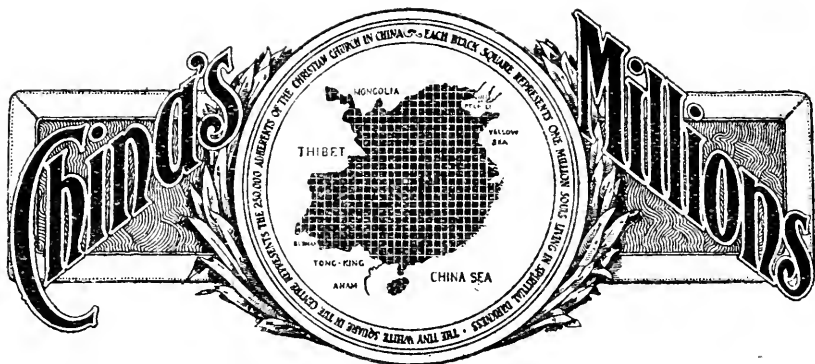 China's
Millions
EACH BLACK SQUARE REPRESENTS ONE MILLION SOULS LIVING IN SPIRITUAL DARKNESS • THE TINY WHITE SQUARE IN THE CENTRE REPRESENTS THE 250,000 ADHERENTS OF THE CHRISTIAN CHURCH IN CHINA
MONGOLIA
YELLOW
SEA
THIBET
TONG-KING
ANAM
CHINA SEA